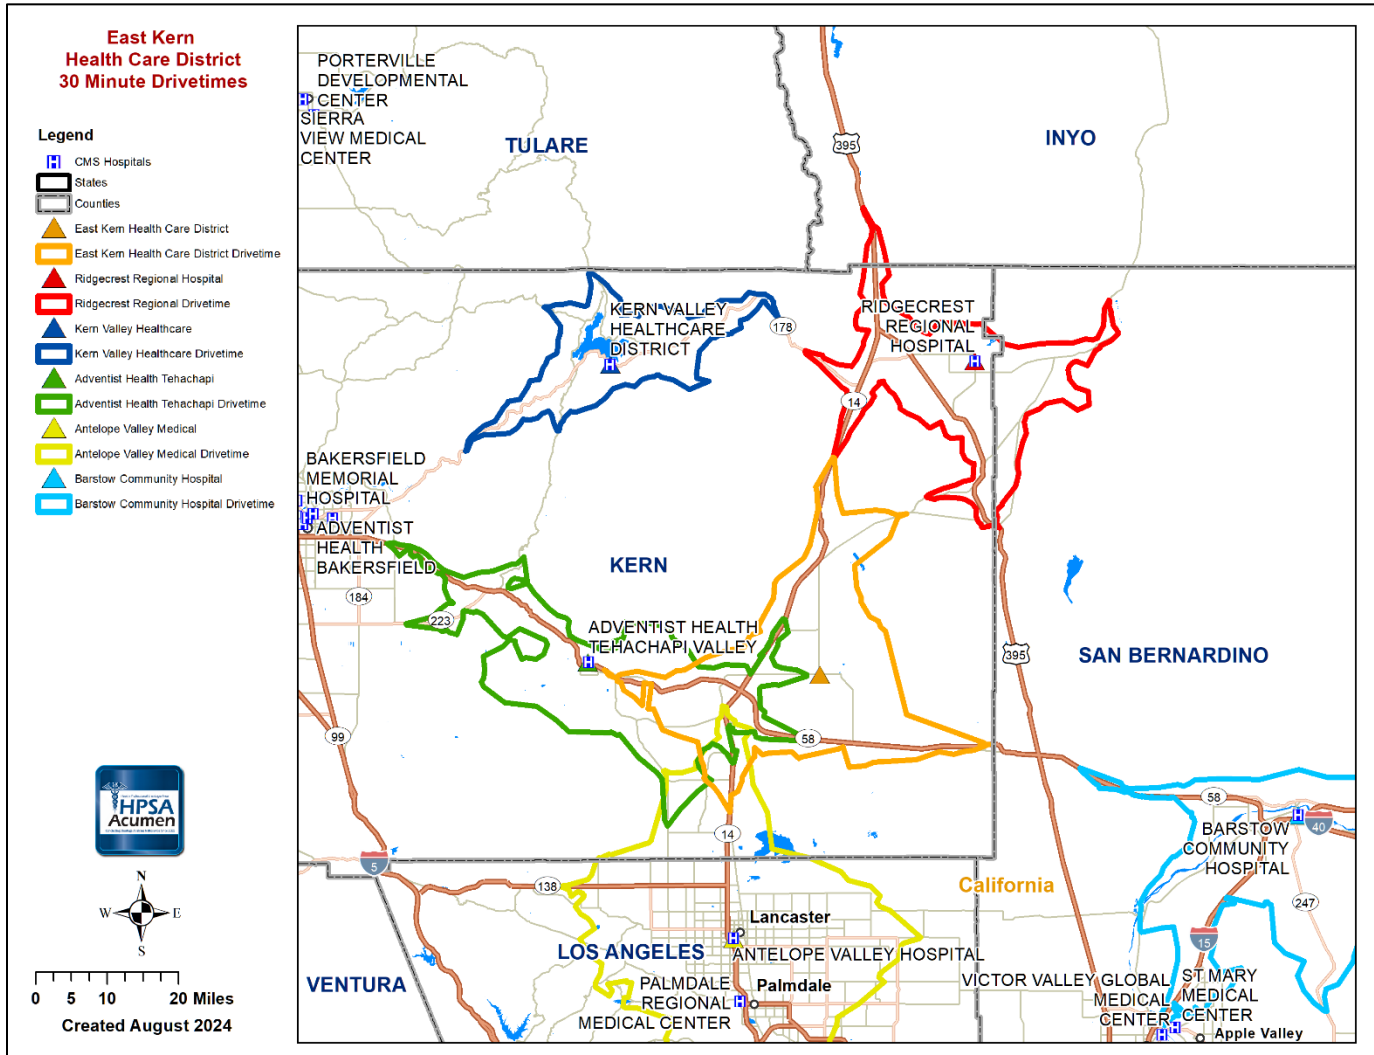 East Kern
Health Care District
30 Minute Drivetimes
Legend
CMS Hospitals
States
Counties
East Kern Health Care District
East Kern Health Care District Drivetime
Ridgecrest Regional Hospital
Ridgecrest Regional Drivetime
Kern Valley Healthcare
Kern Valley Healthcare Drivetime
Adventist Health Tehachapi
Adventist Health Tehachapi Drivetime
Antelope Valley Medical
Antelope Valley Medical Drivetime
Barstow Community Hospital
Barstow Community Hospital Drivetime
HPSA
Acumen
N
W
E
S
0 5 10 20 Miles
Created August 2024
PORTERVILLE
DEVELOPMENTAL
CENTER
SIERRA
VIEW MEDICAL
CENTER
TULARE
INYO
395
KERN VALLEY
HEALTHCARE
DISTRICT
178
RIDGECREST
REGIONAL
HOSPITAL
14
BAKERSFIELD
MEMORIAL
HOSPITAL
ADVENTIST
HEALTH
BAKERSFIELD
KERN
184
223
ADVENTIST HEALTH
TEHACHAPI VALLEY
395
SAN BERNARDINO
99
58
58
40
BARSTOW
COMMUNITY
HOSPITAL
14
5
138
California
247
Lancaster
LOS ANGELES
ANTELOPE VALLEY HOSPITAL
15
VENTURA
PALMDALE
REGIONAL
MEDICAL CENTER
Palmdale
VICTOR VALLEY GLOBAL
MEDICAL
CENTER
ST MARY
MEDICAL
CENTER
Apple Valley